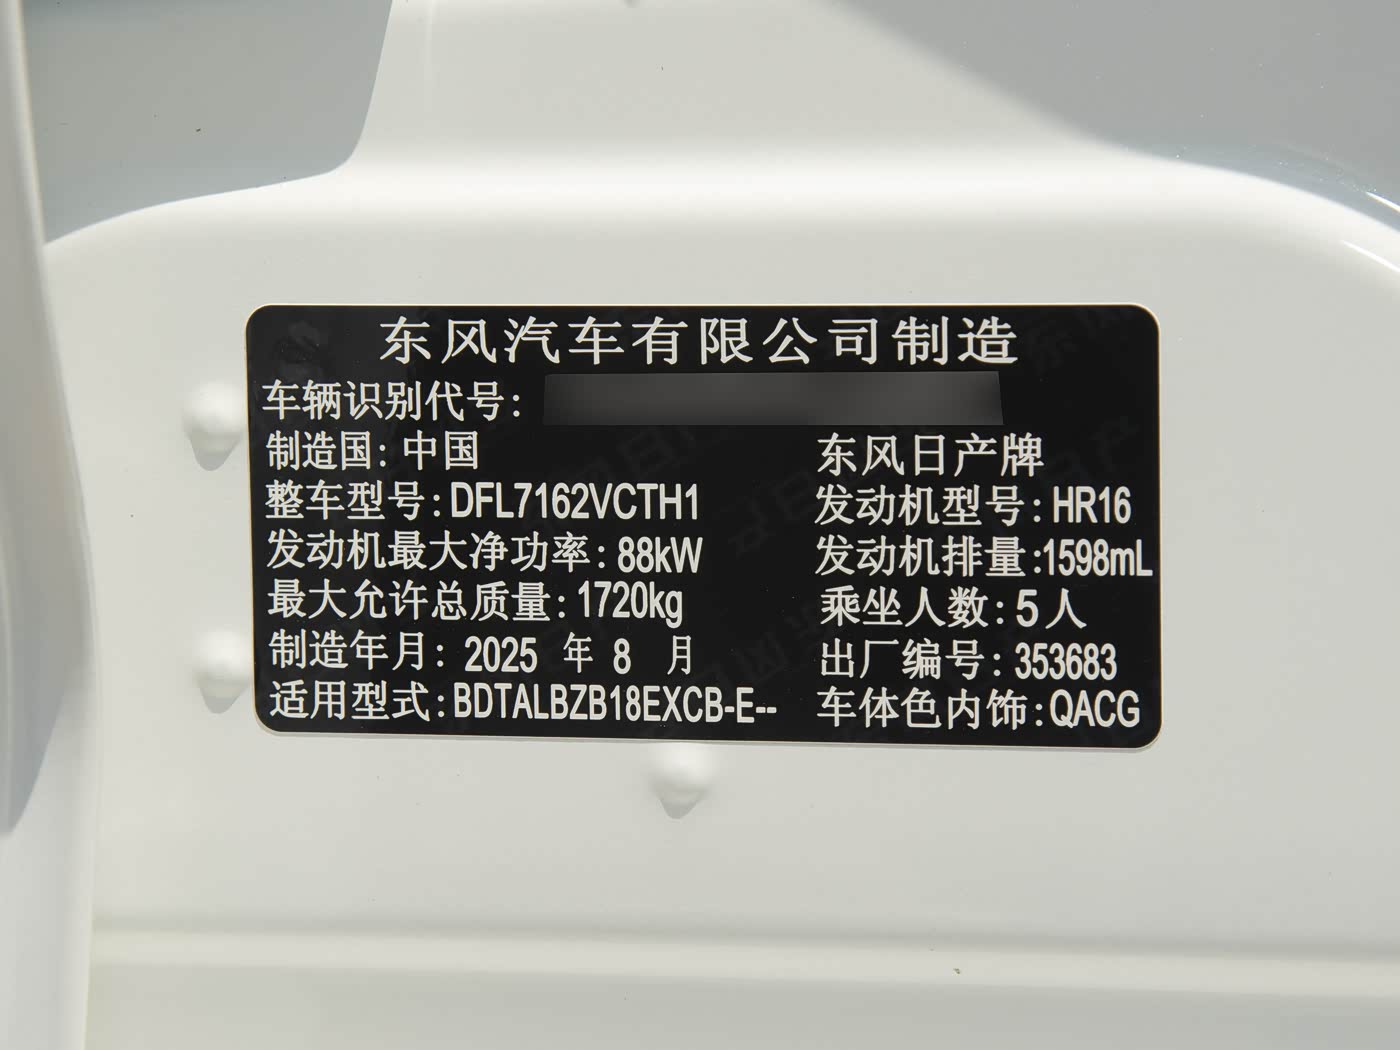 东风汽车有限公司制造
车辆识别代号：
制造国：中国 东风日产牌
整车型号：DFL7162VCTH1 发动机型号：HR16
发动机最大净功率：88kW 发动机排量：1598mL
最大允许总质量：1720kg 乘坐人数：5人
制造年月：2025 年 8 月 出厂编号：353683
适用型式：BDTALBZB18EXCB-E-- 车体色内饰：QACG